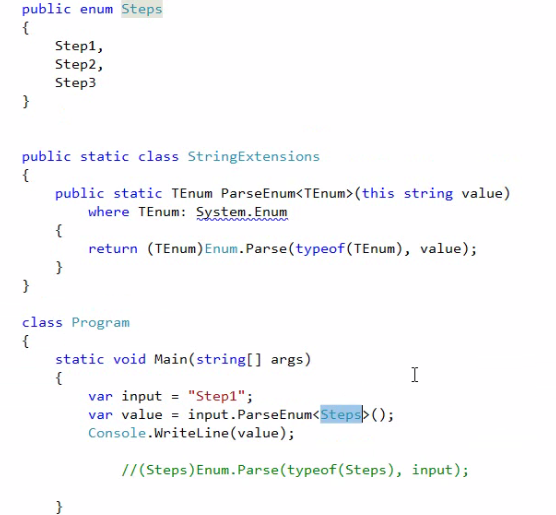 public enum Steps
{
    Step1,
    Step2,
    Step3
}
public static class StringExtensions
{
    public static TEnum ParseEnum<TEnum>(this string value)
        where TEnum: System.Enum
    {
        return (TEnum)Enum.Parse(typeof(TEnum), value);
    }
}
class Program
{
    static void Main(string[] args)
    {
        var input = "Step1";
        var value = input.ParseEnum<Steps>();
        Console.WriteLine(value);
            //(Steps)Enum.Parse(typeof(Steps), input);
    }